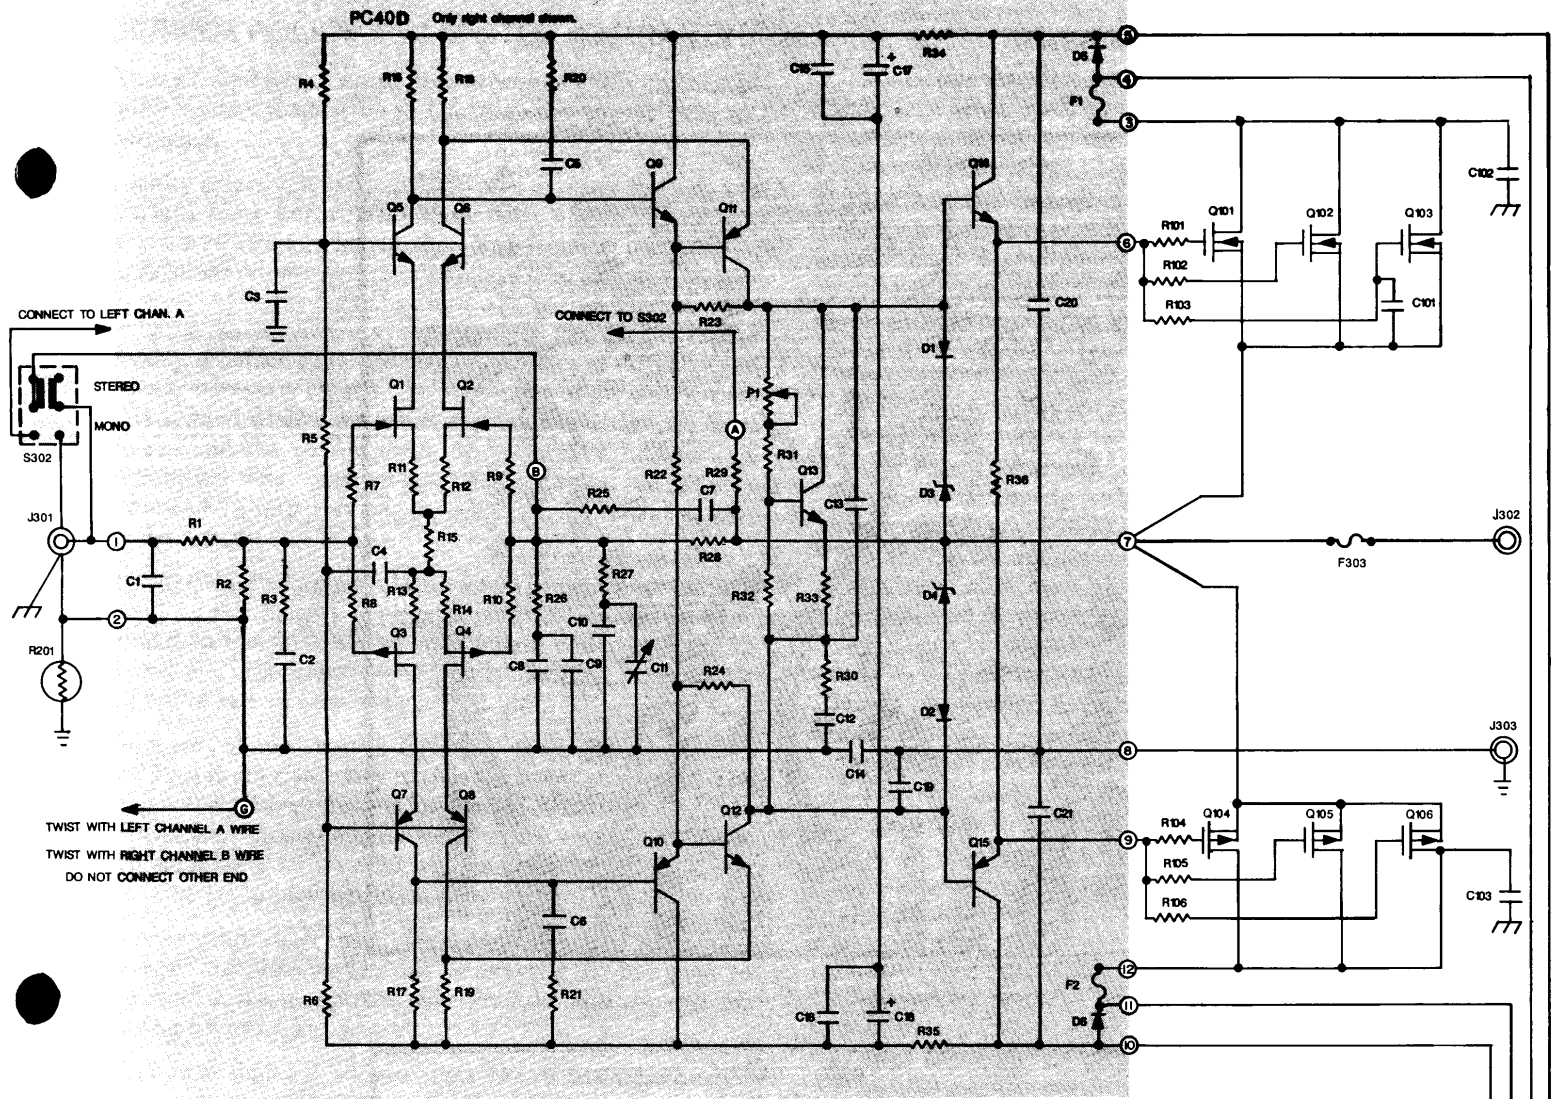 PC40D Only right channel shown.
5
R4
R16
R18
R20
C15
C17
+
R34
D5
4
F1
3
C5
Q9
Q14
C102
Q5
Q6
Q11
R101
Q101
Q102
Q103
6
R102
C3
C20
C101
R103
CONNECT TO LEFT CHAN. A
CONNECT TO S302
R23
D1
STEREO
Q1
Q2
P1
MONO
A
R5
S302
R11
R12
R9
B
R22
R29
R31
Q13
R7
R36
R25
C7
D3
C13
J301
R1
R15
7
J302
1
R28
F303
C4
C1
R2
R3
R27
R8
R13
R14
R10
R26
R32
R33
D4
2
C10
R201
Q3
Q4
C2
C8
C9
C11
R24
R30
D2
C12
J303
8
C14
C19
Q7
Q8
G
Q12
C21
TWIST WITH LEFT CHANNEL A WIRE
R104
Q104
Q105
Q106
9
Q10
Q15
TWIST WITH RIGHT CHANNEL B WIRE
DO NOT CONNECT OTHER END
R105
R106
C103
C6
12
F2
R6
R17
R19
R21
11
C16
+
C18
D6
R35
10